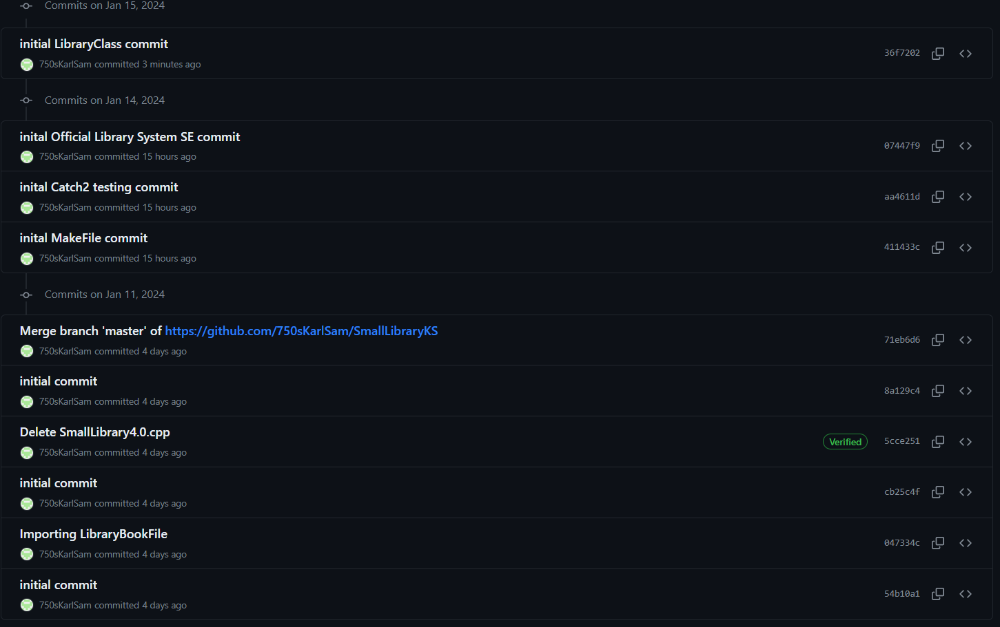 Commits on Jan 15, 2024
initial LibraryClass commit
750sKarlSam committed 3 minutes ago
36f7202
Commits on Jan 14, 2024
inital Official Library System SE commit
750sKarlSam committed 15 hours ago
07447f9
inital Catch2 testing commit
750sKarlSam committed 15 hours ago
aa4611d
inital MakeFile commit
750sKarlSam committed 15 hours ago
411433c
Commits on Jan 11, 2024
Merge branch 'master' of https://github.com/750sKarlSam/SmallLibraryKS
750sKarlSam committed 4 days ago
71eb6d6
initial commit
750sKarlSam committed 4 days ago
8a129c4
Delete SmallLibrary4.0.cpp
750sKarlSam committed 4 days ago
Verified
5cce251
initial commit
750sKarlSam committed 4 days ago
cb25c4f
Importing LibraryBookFile
750sKarlSam committed 4 days ago
047334c
initial commit
750sKarlSam committed 4 days ago
54b10a1